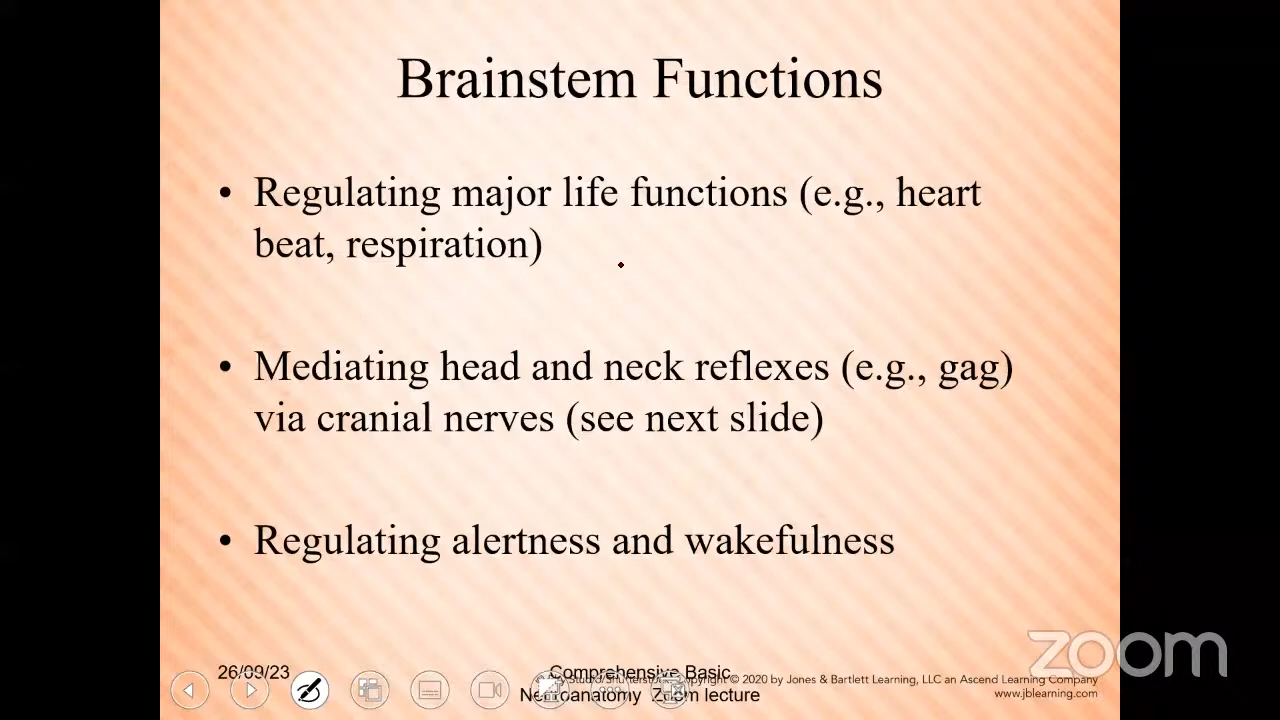 Brainstem Functions
• Regulating major life functions (e.g., heart
beat, respiration)
• Mediating head and neck reflexes (e.g., gag)
via cranial nerves (see next slide)
• Regulating alertness and wakefulness
zoom
26/09/23
Comprehensive Basic
Neuroanatomy Zoom lecture
Copyright © 2020 by Jones & Bartlett Learning, LLC an Ascend Learning Company
www.jblearning.com